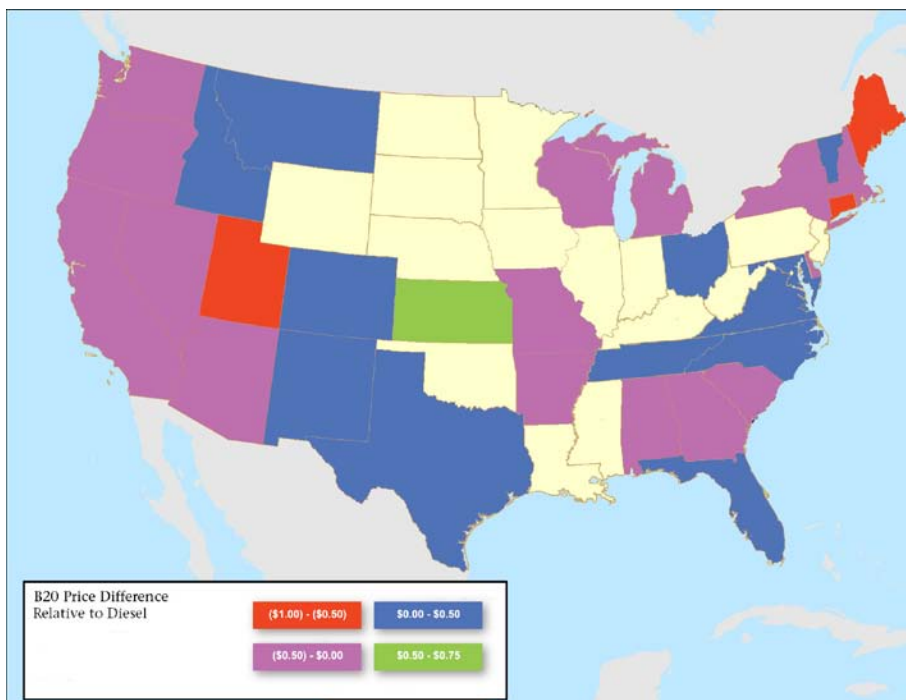 B20 Price Difference
Relative to Diesel
($1.00) - ($0.50)
$0.00 - $0.50
($0.50) - $0.00
$0.50 - $0.75